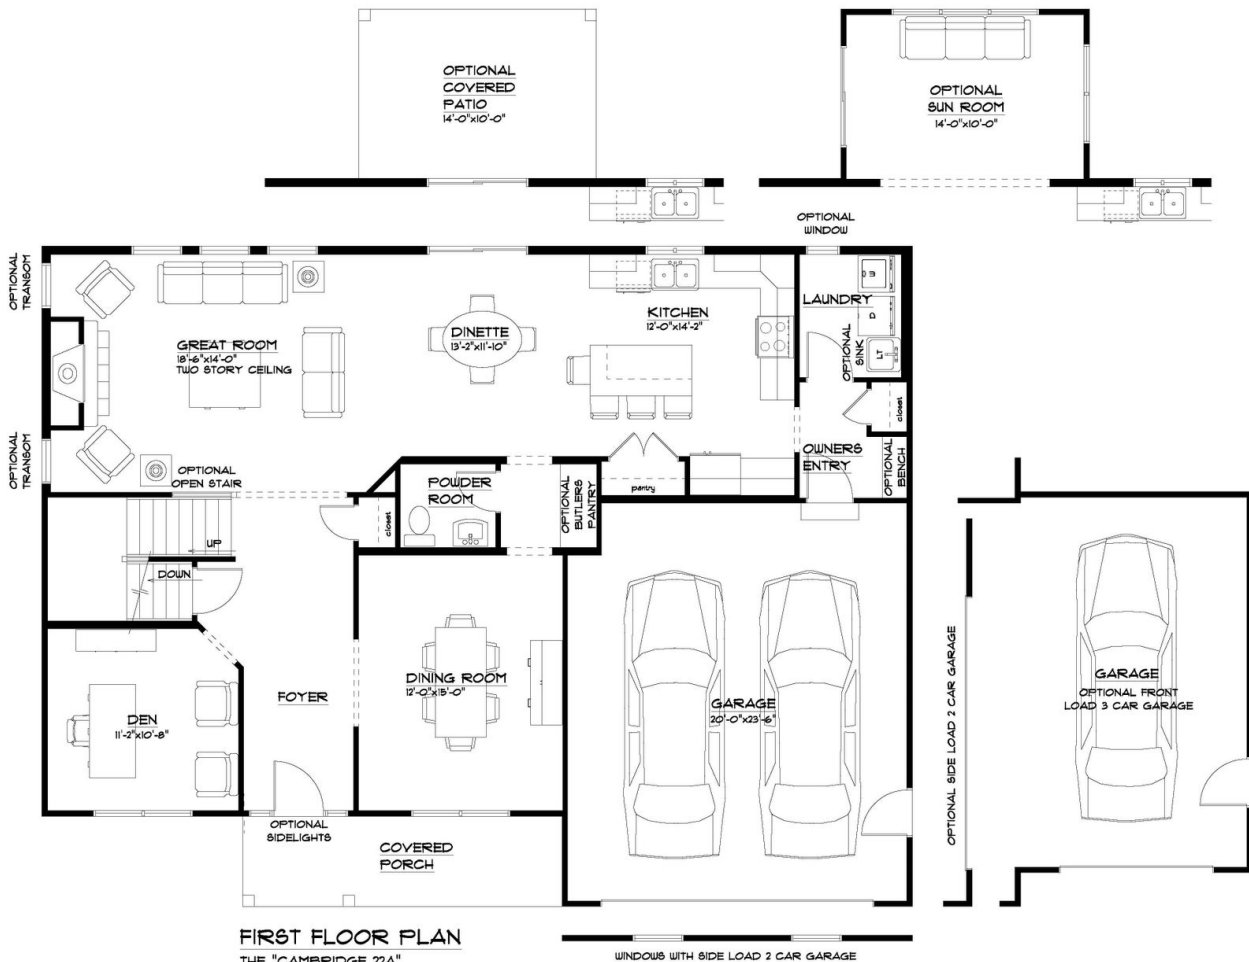 OPTIONAL
COVERED
PATIO
14'-0"x10'-0"
OPTIONAL
SUN ROOM
14'-0"x10'-0"
OPTIONAL
WINDOW
OPTIONAL
TRANSOM
GREAT ROOM
18'-6"x14'-0"
TWO STORY CEILING
DINETTE
13'-2"x11'-10"
KITCHEN
12'-0"x14'-2"
LAUNDRY
W
D
OPTIONAL
SINK
LT
closet
OPTIONAL
TRANSOM
OPTIONAL
OPEN STAIR
POWDER
ROOM
OPTIONAL
BUTLERS
PANTRY
pantry
OWNERS
ENTRY
OPTIONAL
BENCH
closet
UP
DOWN
DEN
11'-2"x10'-8"
FOYER
DINING ROOM
12'-0"x15'-0"
GARAGE
20'-0"x23'-6"
OPTIONAL SIDE LOAD 2 CAR GARAGE
GARAGE
OPTIONAL FRONT
LOAD 3 CAR GARAGE
OPTIONAL
SIDELIGHTS
COVERED
PORCH
FIRST FLOOR PLAN
THE "CAMBRIDGE 22A"
WINDOWS WITH SIDE LOAD 2 CAR GARAGE